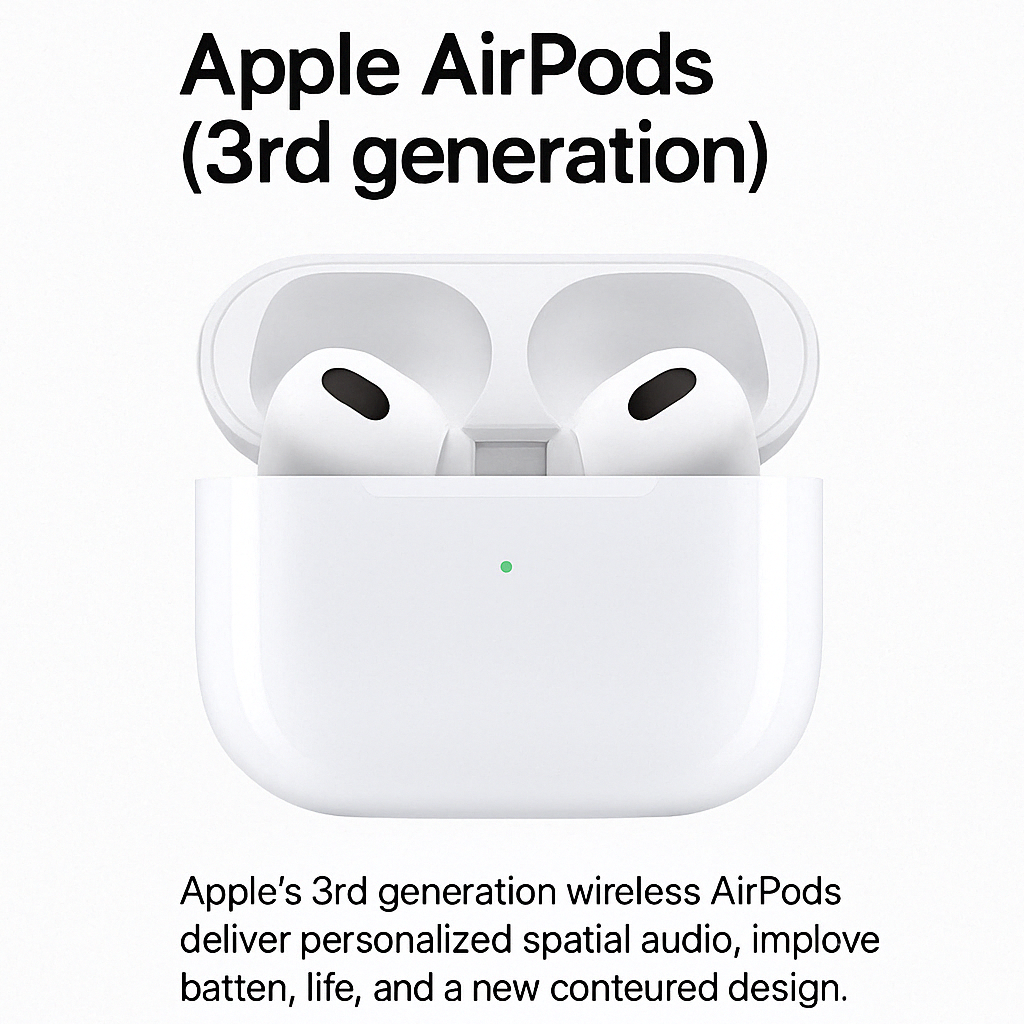 Apple AirPods
(3rd generation)
Apple’s 3rd generation wireless AirPods
deliver personalized spatial audio, implove
batten, life, and a new conteured design.